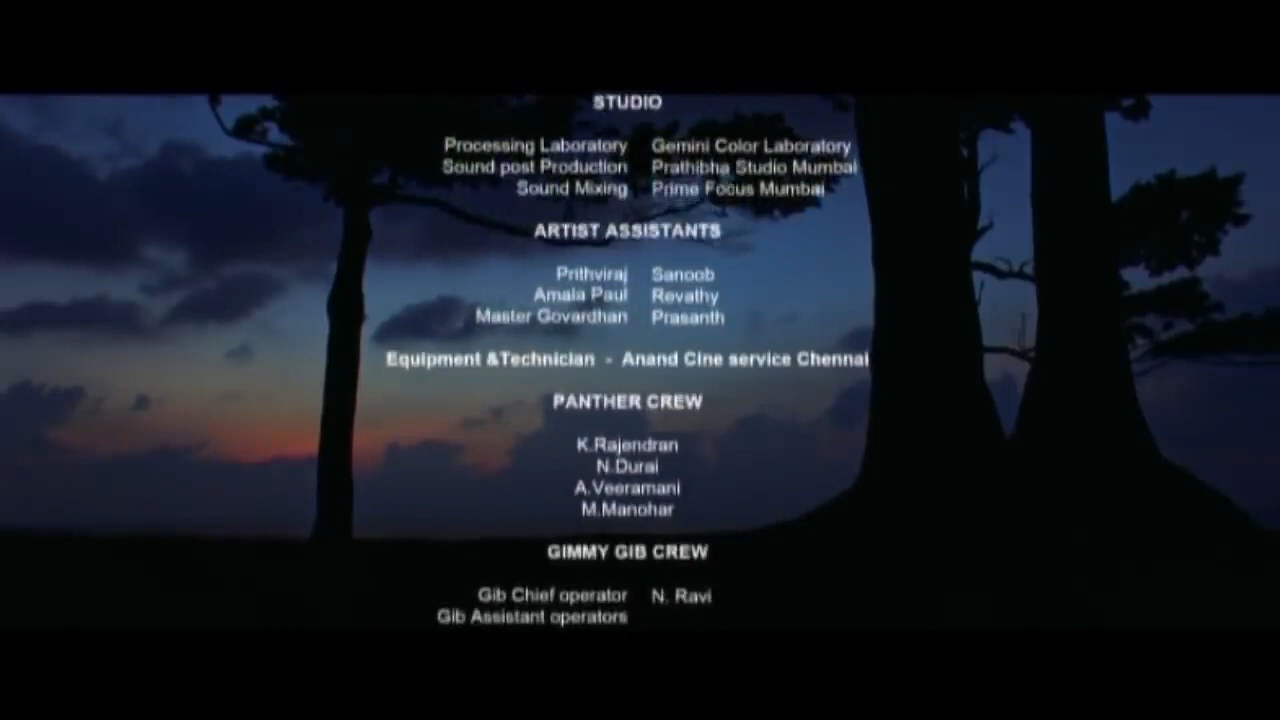 STUDIO
Processing Laboratory Gemini Color Laboratory
Sound post Production Prathibha Studio Mumbai
Sound Mixing Prime Focus Mumbai
ARTIST ASSISTANTS
Prithviraj Sanoob
Amala Paul Revathy
Master Govardhan Prasanth
Equipment &Technician - Anand Cine service Chennai
PANTHER CREW
K.Rajendran
N.Durai
A.Veeramani
M.Manohar
GIMMY GIB CREW
Gib Chief operator N. Ravi
Gib Assistant operators